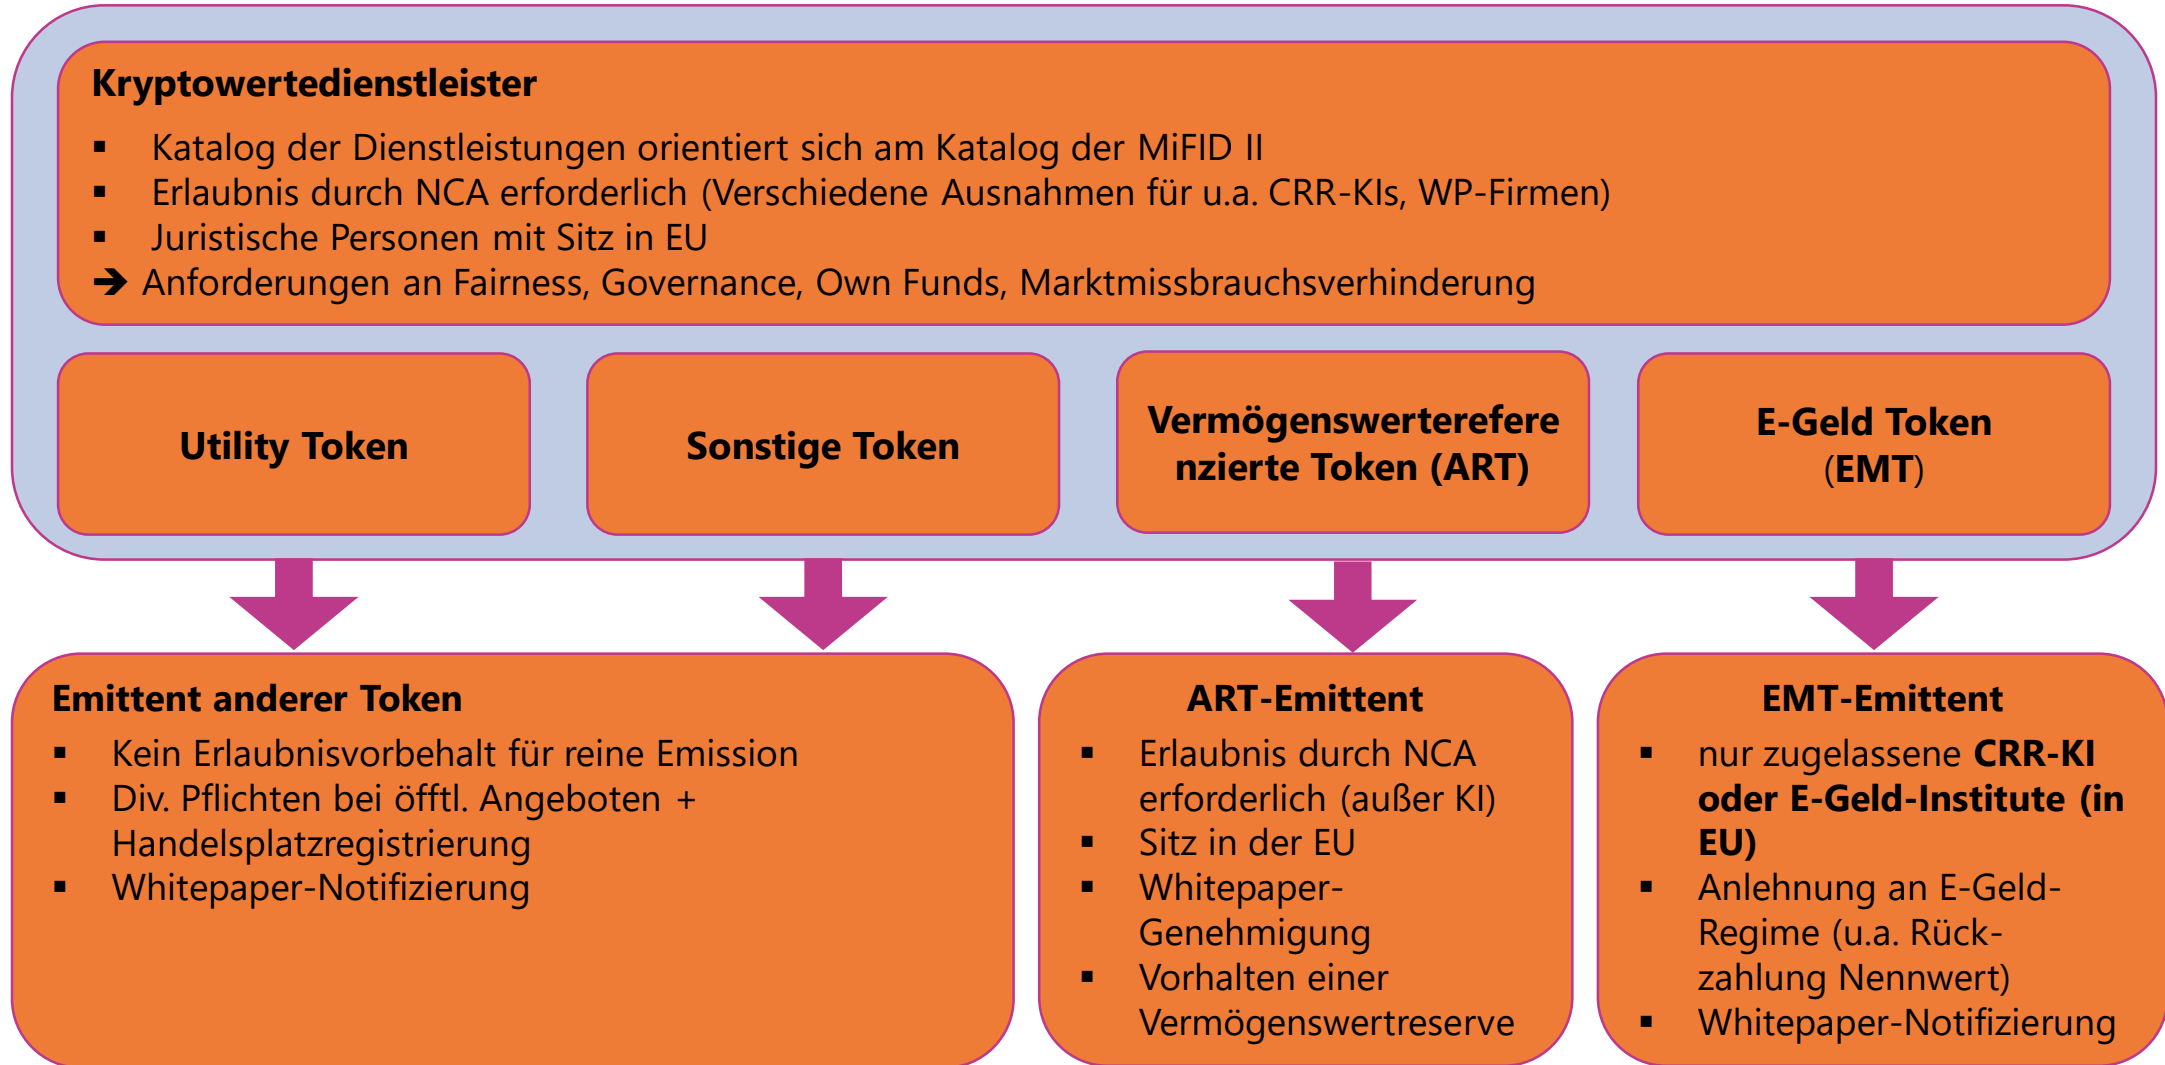 Kryptowertedienstleister
▪ Katalog der Dienstleistungen orientiert sich am Katalog der MiFID II
▪ Erlaubnis durch NCA erforderlich (Verschiedene Ausnahmen für u.a. CRR-KIs, WP-Firmen)
▪ Juristische Personen mit Sitz in EU
➔ Anforderungen an Fairness, Governance, Own Funds, Marktmissbrauchsverhinderung
Utility Token
Sonstige Token
Vermögenswerterefere
nzierte Token (ART)
E-Geld Token
(EMT)
Emittent anderer Token
▪ Kein Erlaubnisvorbehalt für reine Emission
▪ Div. Pflichten bei öfftl. Angeboten +
Handelsplatzregistrierung
▪ Whitepaper-Notifizierung
ART-Emittent
▪ Erlaubnis durch NCA
erforderlich (außer KI)
▪ Sitz in der EU
▪ Whitepaper-
Genehmigung
▪ Vorhalten einer
Vermögenswertreserve
EMT-Emittent
▪ nur zugelassene CRR-KI
oder E-Geld-Institute (in
EU)
▪ Anlehnung an E-Geld-
Regime (u.a. Rück-
zahlung Nennwert)
▪ Whitepaper-Notifizierung